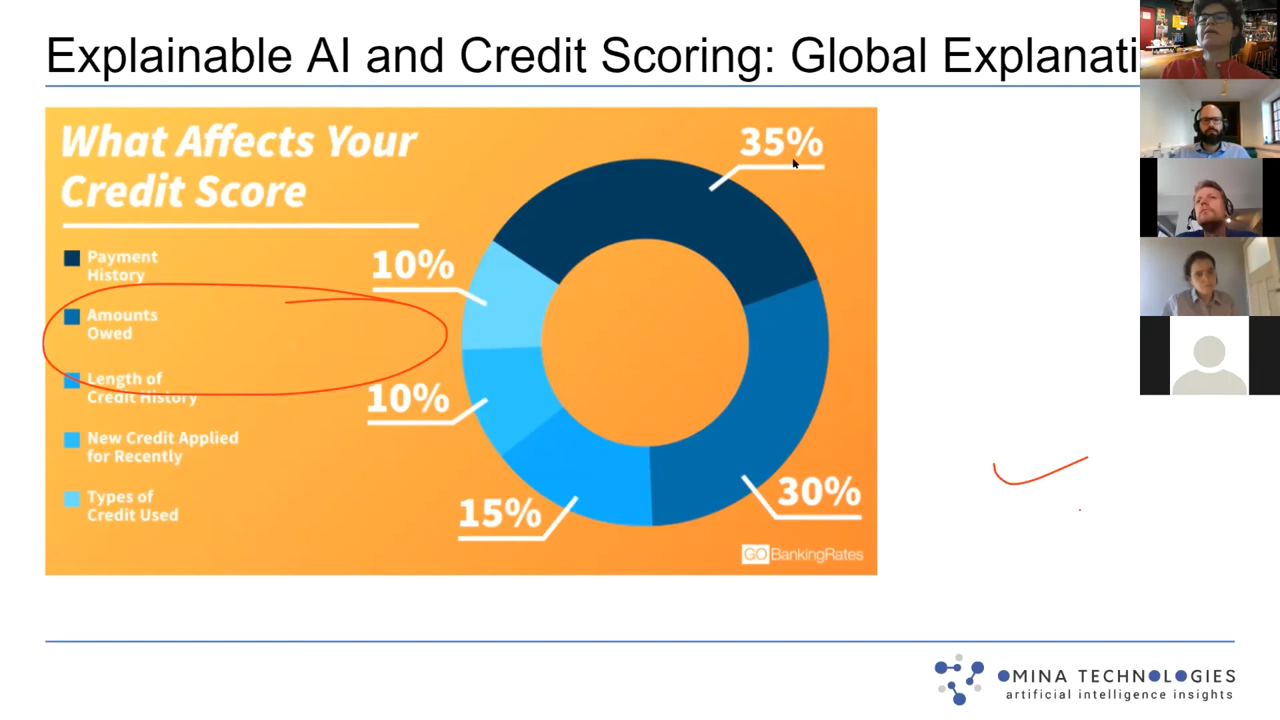 Explainable AI and Credit Scoring: Global Explanati
What Affects Your
Credit Score
Payment
History
Amounts
Owed
Length of
Credit History
New Credit Applied
for Recently
Types of
Credit Used
35%
10%
10%
15%
30%
GOBankingRates
OMINA TECHNOLOGIES
artificial intelligence insights